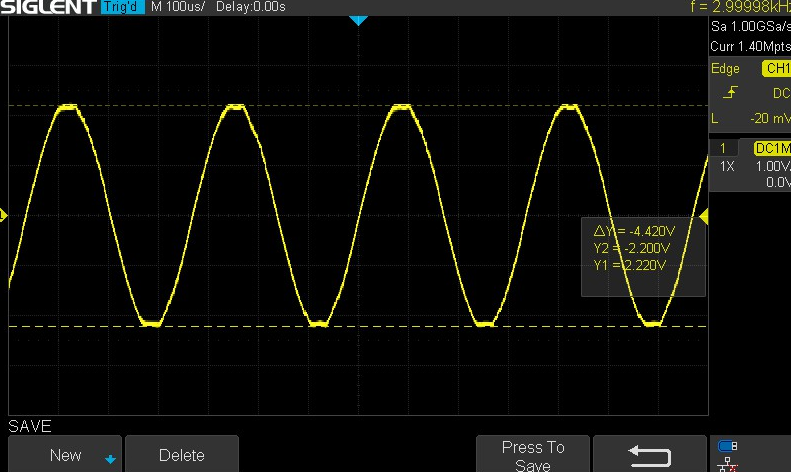 SIGLENT Trig'd M 100us/ Delay:0.00s f = 2.99998kHz
Sa 1.00GSa/s
Curr 1.40Mpts
Edge CH1
DC
L -20 mV
1 DC1M
1X 1.00V/
0.0V
ΔY = -4.420V
Y2 = -2.200V
Y1 = 2.220V
SAVE
New Delete Press To
Save